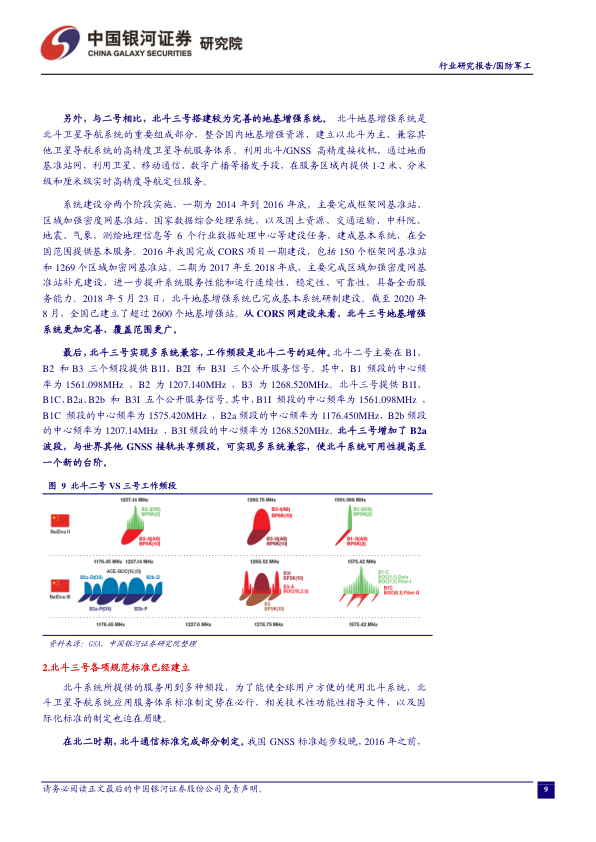 中国银河证券 研究院
CHINA GALAXY SECURITIES
行业研究报告/国防军工
另外，与二号相比，北斗三号搭建较为完善的地基增强系统。 北斗地基增强系统是
北斗卫星导航系统的重要组成部分，整合国内地基增强资源，建立以北斗为主、兼容其
他卫星导航系统的高精度卫星导航服务体系。利用北斗/GNSS 高精度接收机，通过地面
基准站网，利用卫星、移动通信、数字广播等播发手段，在服务区域内提供 1-2 米、分米
级和厘米级实时高精度导航定位服务。
系统建设分两个阶段实施，一期为 2014 年到 2016 年底，主要完成框架网基准站、
区域加强密度网基准站、国家数据综合处理系统，以及国土资源、交通运输、中科院、
地震、气象、测绘地理信息等 6 个行业数据处理中心等建设任务，建成基本系统，在全
国范围提供基本服务。2016 年我国完成 CORS 项目一期建设，包括 150 个框架网基准站
和 1269 个区域加密网基准站。二期为 2017 年至 2018 年底，主要完成区域加强密度网基
准站补充建设，进一步提升系统服务性能和运行连续性、稳定性、可靠性，具备全面服
务能力。2018 年 5 月 23 日，北斗地基增强系统已完成基本系统研制建设。截至 2020 年
8 月，全国已建立了超过 2600 个地基增强站。从 CORS 网建设来看，北斗三号地基增强
系统更加完善、覆盖范围更广。
最后，北斗三号实现多系统兼容，工作频段是北斗二号的延伸。北斗二号主要在 B1、
B2 和 B3 三个频段提供 B1I、B2I 和 B3I 三个公开服务信号。其中，B1 频段的中心频
率为 1561.098MHz ，B2 为 1207.140MHz ，B3 为 1268.520MHz。北斗三号提供 B1I、
B1C、B2a、B2b 和 B3I 五个公开服务信号。其中，B1I 频段的中心频率为 1561.098MHz ，
B1C 频段的中心频率为 1575.420MHz ，B2a 频段的中心频率为 1176.450MHz，B2b 频段
的中心频率为 1207.14MHz ，B3I 频段的中心频率为 1268.520MHz。北斗三号增加了 B2a
波段，与世界其他 GNSS 接轨共享频段，可实现多系统兼容，使北斗系统可用性提高至
一个新的台阶。
图 9 北斗二号 VS 三号工作频段
1207.14 MHz 1268.75 MHz 1561.098 MHz
B2-I(OS)
BPSK(2)
B3-I(AS)
BPSK(10)
B1-I(OS)
BPSK(2)
BeiDou II
B2-Q(AS)
BPSK(10)
B3-Q(AS)
BPSK(10)
B1-Q(AS)
BPSK(2)
1176.45 MHz 1207.14 MHz 1268.52 MHz 1575.42 MHz
ACE-BOC(15,10)
B2a-D(OS) B2b-D
B3I
BPSK(10)
B3-A
BOC(15,2.5)
B1-C
BOC(1,1) Data
BOC(6,1) Pilot-Q
BeiDou III
B2a-P(OS) B2b-P
B3
BPSK(10)
1176.45 MHz 1227.6 MHz 1278.75 MHz 1575.42 MHz
资料来源：GSA，中国银河证券研究院整理
2.北斗三号各项规范标准已经建立
北斗系统所提供的服务用到多种频段，为了能使全球用户方便的使用北斗系统，北
斗卫星导航系统应用服务体系标准制定势在必行，相关技术性功能性指导文件，以及国
际化标准的制定也迫在眉睫。
在北二时期，北斗通信标准完成部分制定。我国 GNSS 标准起步较晚，2016 年之前，
请务必阅读正文最后的中国银河证券股份公司免责声明。
9